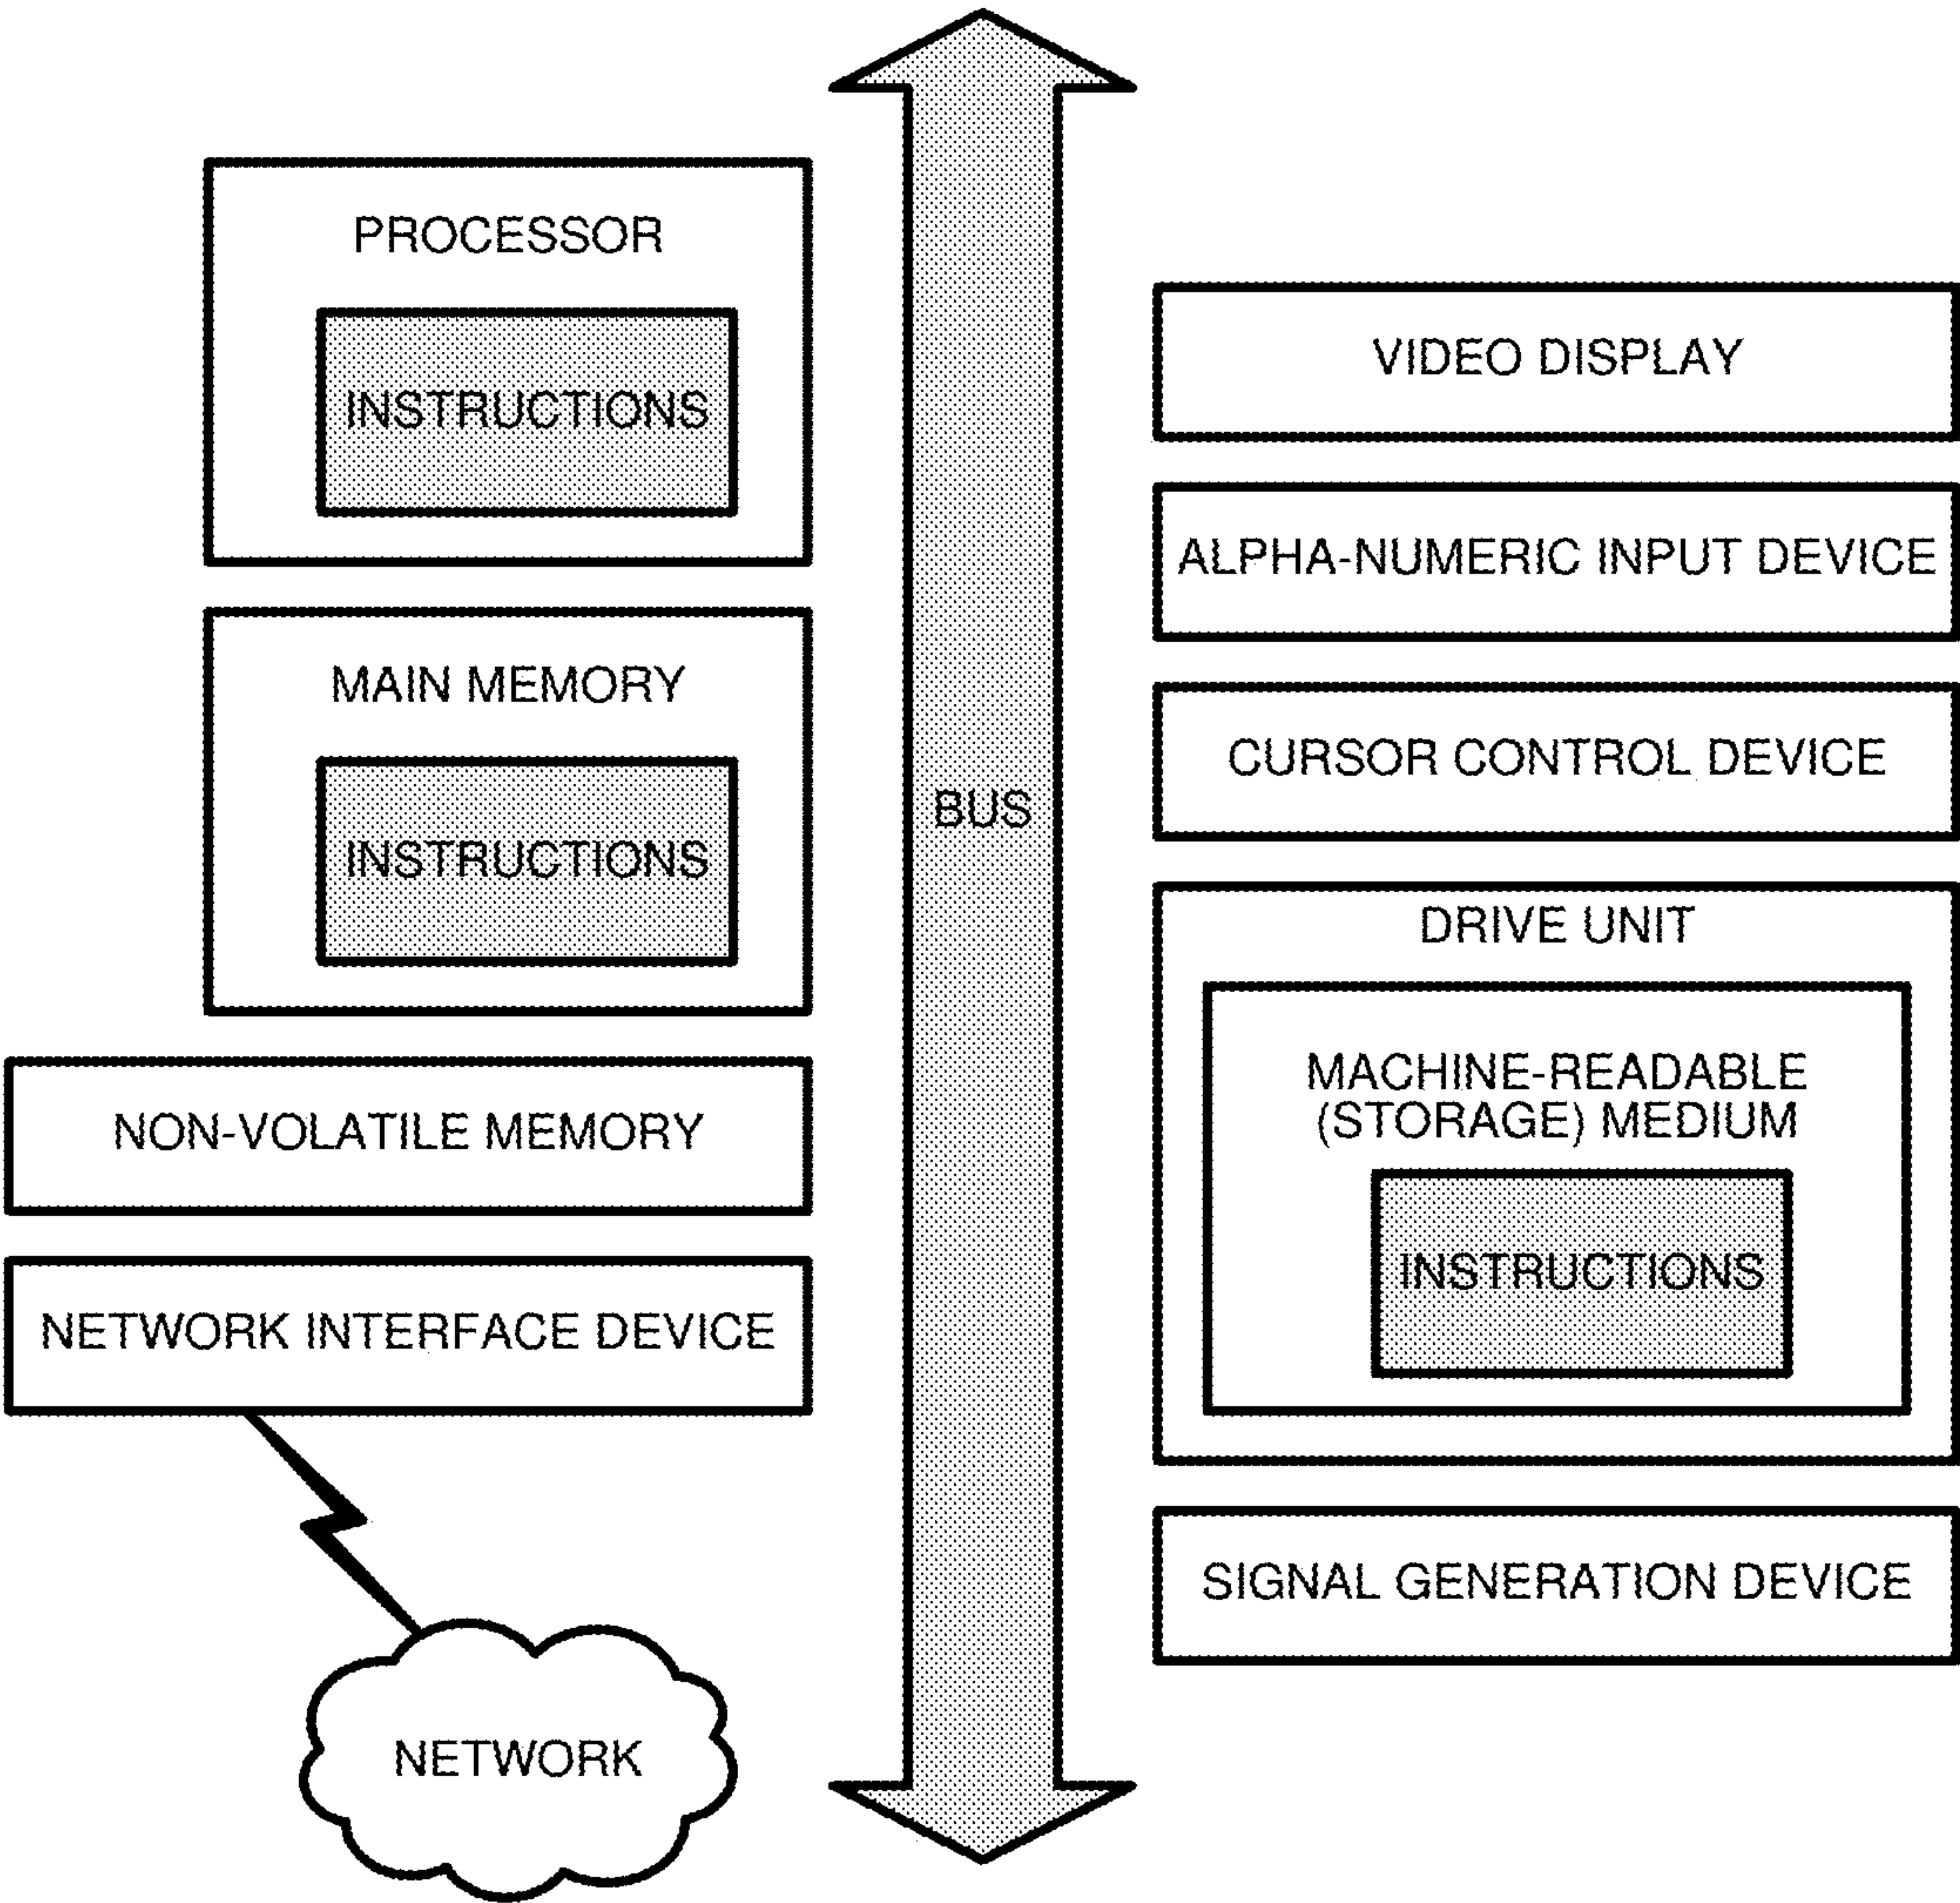 PROCESSOR
INSTRUCTIONS
MAIN MEMORY
INSTRUCTIONS
NON-VOLATILE MEMORY
NETWORK INTERFACE DEVICE
NETWORK
BUS
VIDEO DISPLAY
ALPHA-NUMERIC INPUT DEVICE
CURSOR CONTROL DEVICE
DRIVE UNIT
MACHINE-READABLE
(STORAGE) MEDIUM
INSTRUCTIONS
SIGNAL GENERATION DEVICE